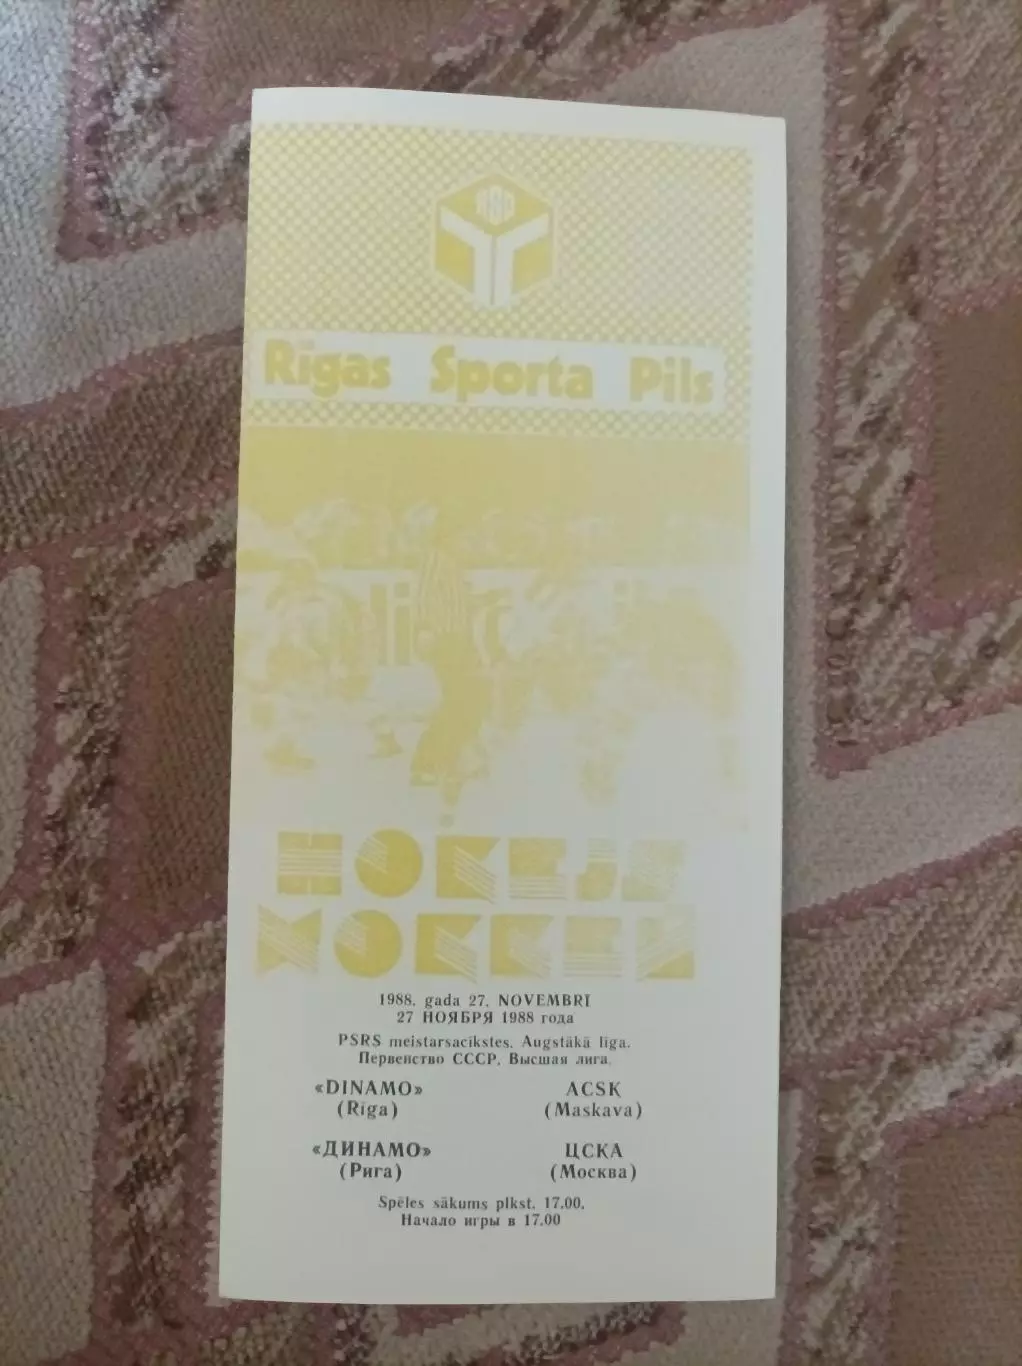 Rīgas Sporta Pils
HOKEJS
ХОККЕЙ
1988. gada 27. NOVEMBRĪ
27 НОЯБРЯ 1988 года
PSRS meistarsacīkstes. Augstākā līga.
Первенство СССР. Высшая лига.
«DINAMO» ACSK
(Rīga) (Maskava)
«ДИНАМО» ЦСКА
(Рига) (Москва)
Spēles sākums plkst. 17.00.
Начало игры в 17.00